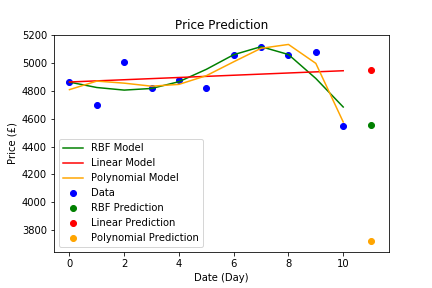 Price Prediction
5200
5000
4800
4600
4400
4200
4000
3800
Price (£)
RBF Model
Linear Model
Polynomial Model
Data
RBF Prediction
Linear Prediction
Polynomial Prediction
0 2 4 6 8 10
Date (Day)